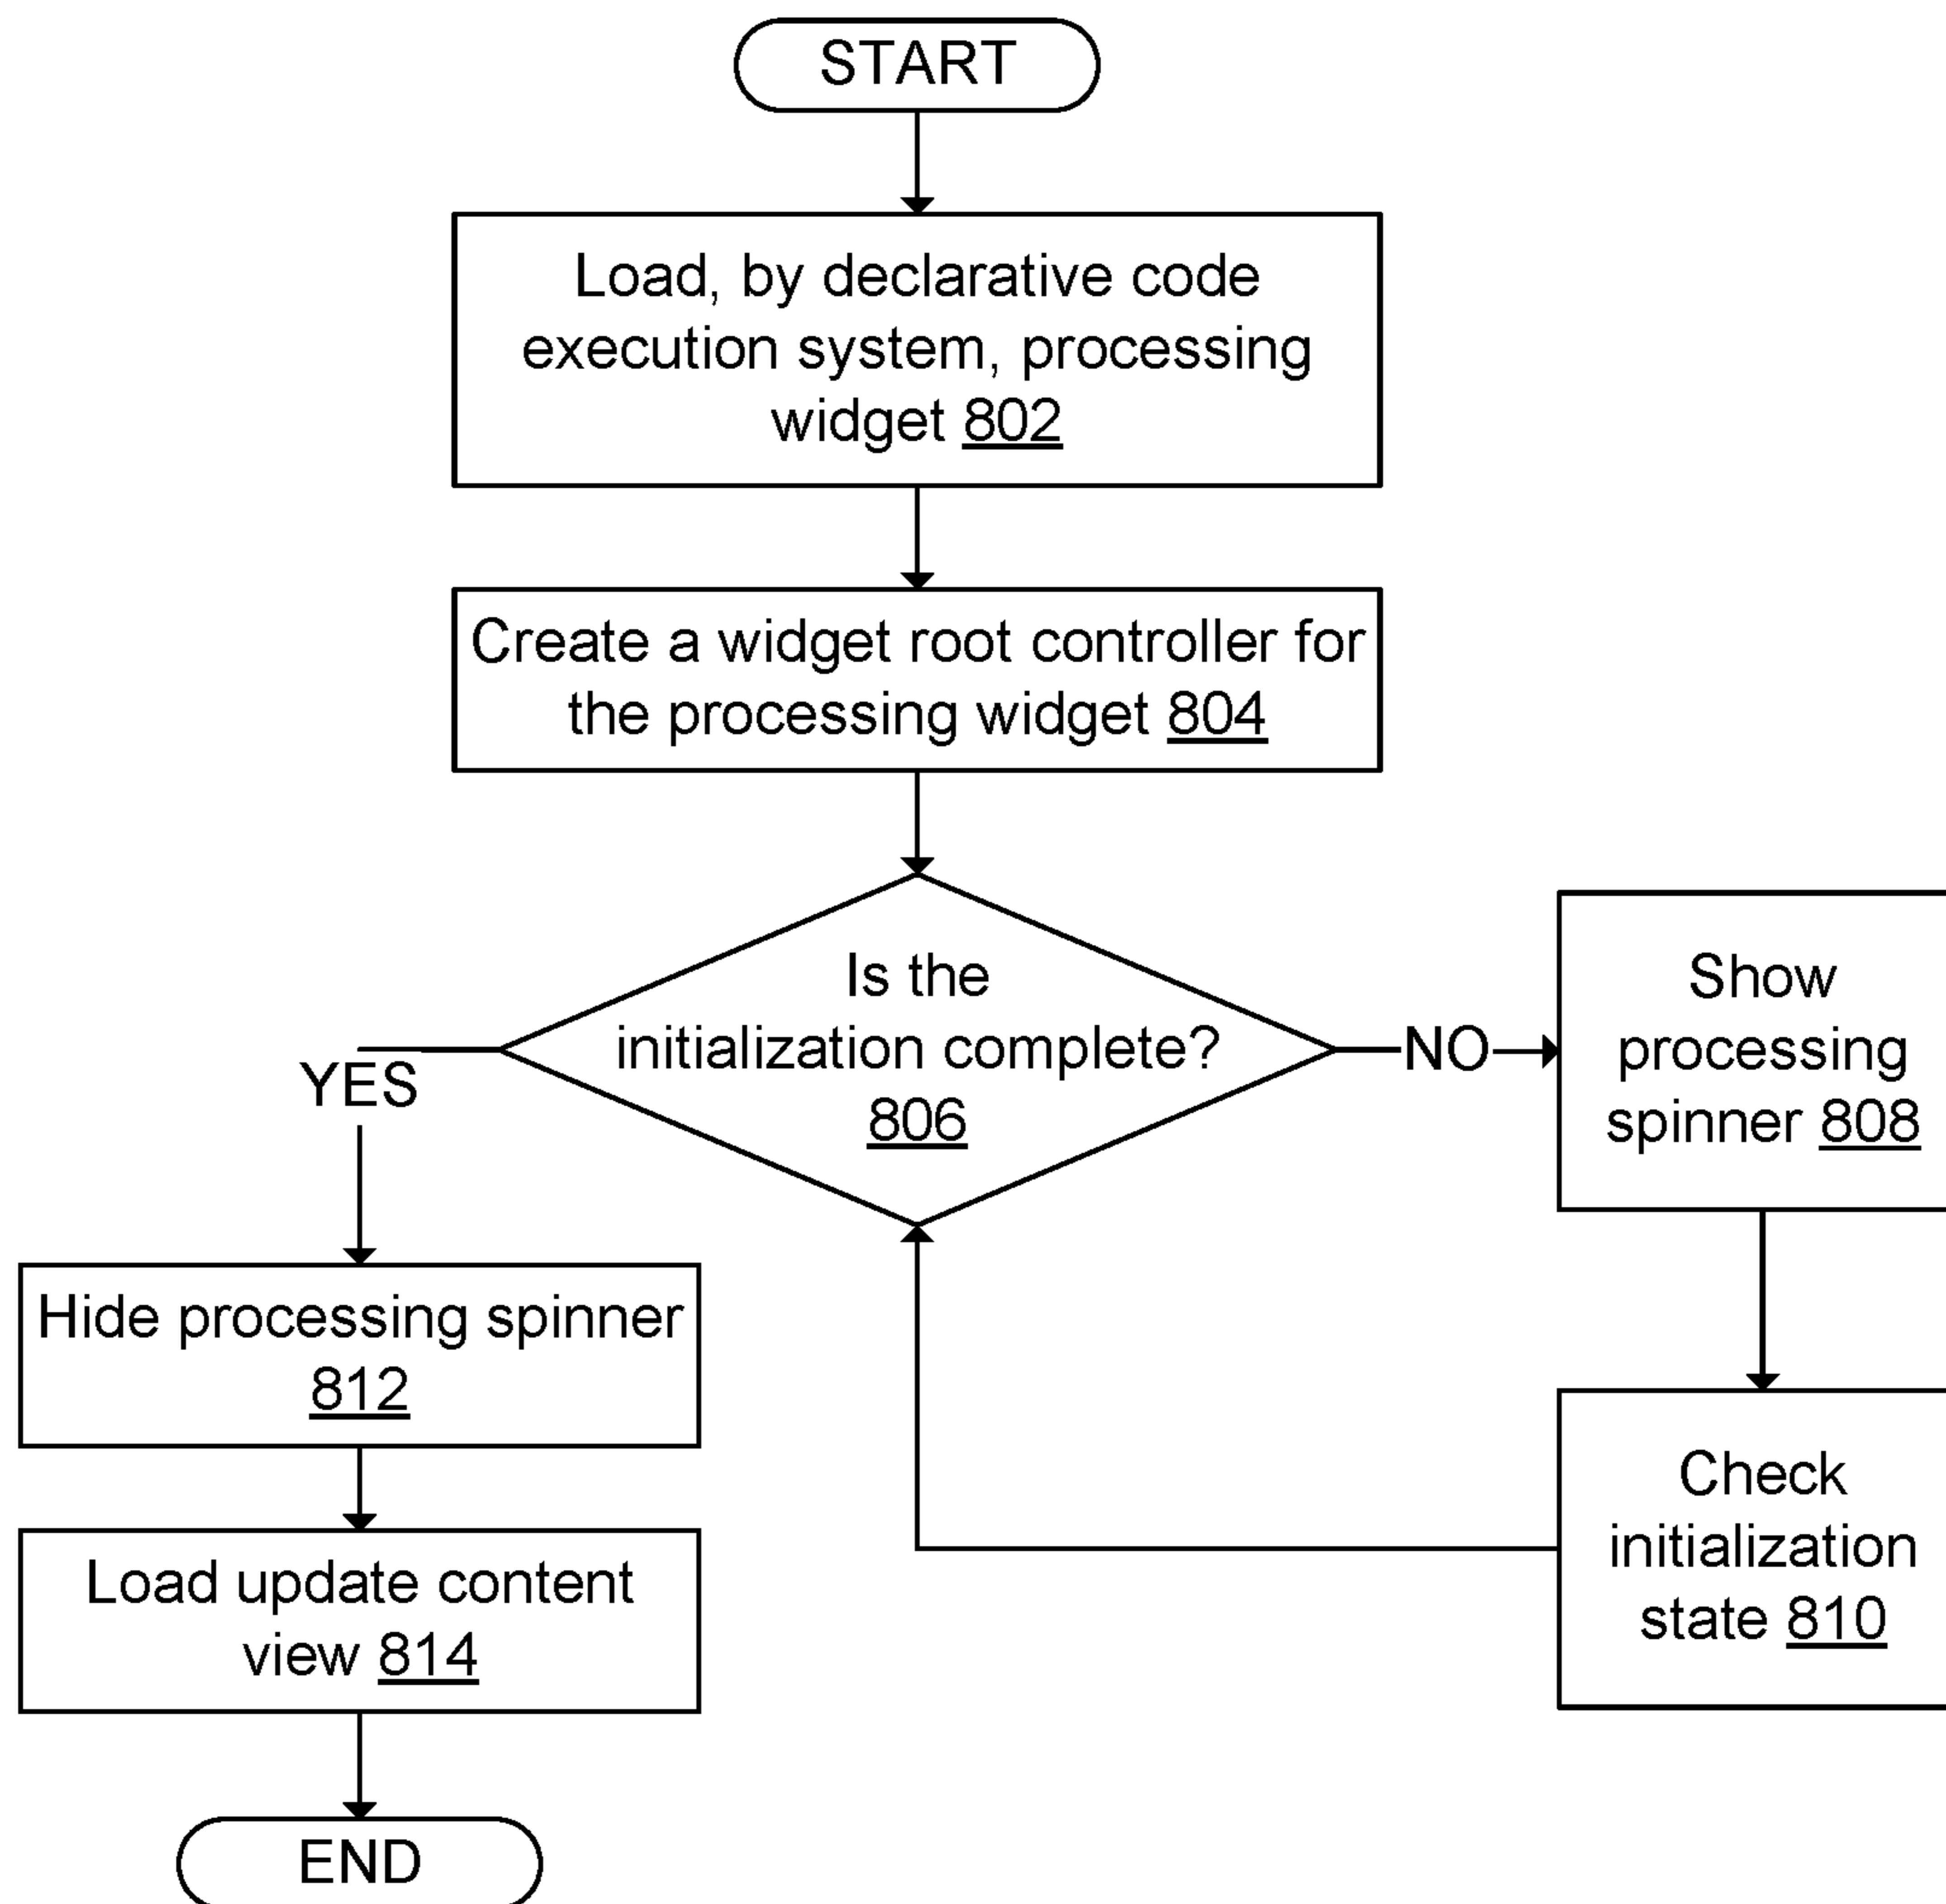 START
Load, by declarative code
execution system, processing
widget 802
Create a widget root controller for
the processing widget 804
Is the
initialization complete?
806
YES
NO
Show
processing
spinner 808
Check
initialization
state 810
Hide processing spinner
812
Load update content
view 814
END